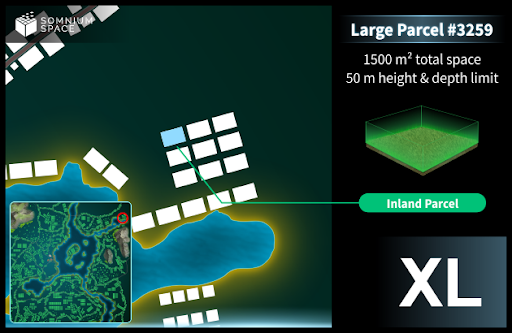 SOMNIUM
SPACE
Large Parcel #3259
1500 m² total space
50 m height & depth limit
Inland Parcel
XL